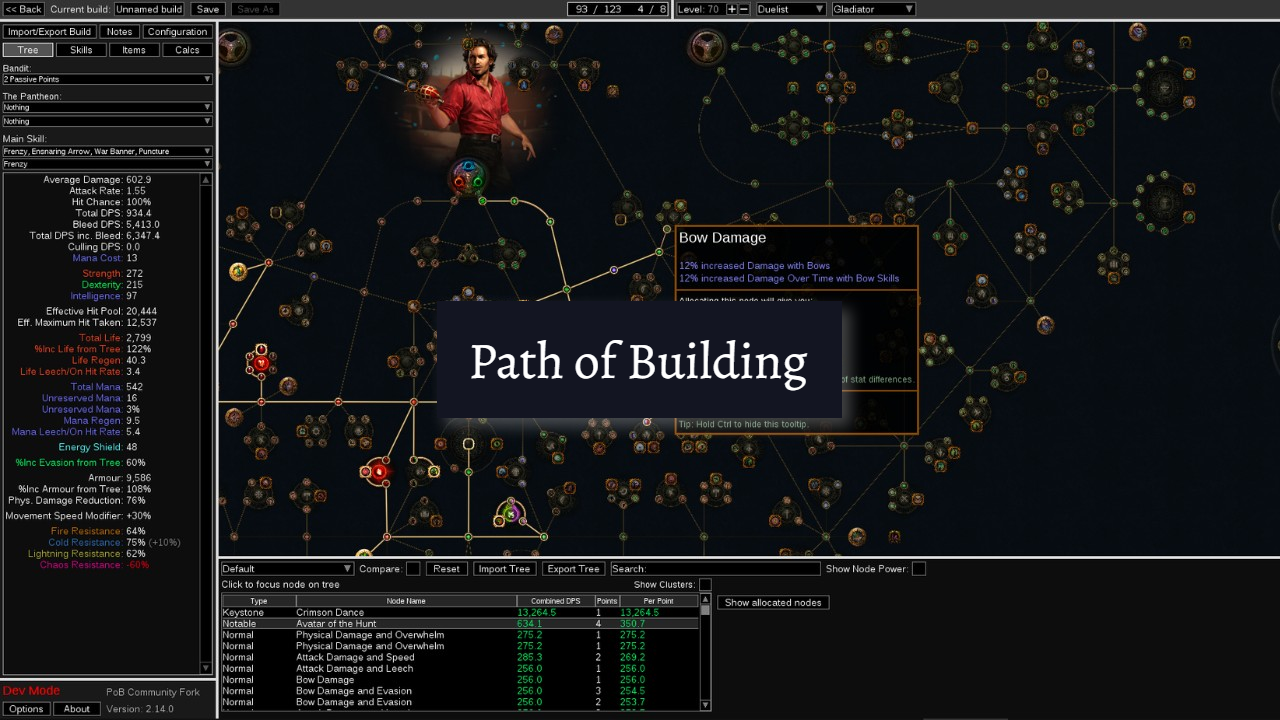 << Back Current build: Unnamed build Save Save As 93 / 123 4 / 8 Level: 70 + − Duelist Gladiator
Import/Export Build Notes Configuration
Tree Skills Items Calcs
Bandit:
2 Passive Points
The Pantheon:
Nothing
Nothing
Main Skill:
Frenzy, Ensnaring Arrow, War Banner, Puncture
Frenzy
Average Damage: 602.9
Attack Rate: 1.55
Hit Chance: 100%
Total DPS: 934.4
Bleed DPS: 5,413.0
Total DPS inc. Bleed: 6,347.4
Culling DPS: 0.0
Mana Cost: 13
Strength: 272
Dexterity: 215
Intelligence: 97
Effective Hit Pool: 20,444
Eff. Maximum Hit Taken: 12,537
Total Life: 2,799
%Inc Life from Tree: 122%
Life Regen: 40.3
Life Leech/On Hit Rate: 3.4
Total Mana: 542
Unreserved Mana: 16
Unreserved Mana: 3%
Mana Regen: 9.5
Mana Leech/On Hit Rate: 5.4
Energy Shield: 48
%Inc Evasion from Tree: 60%
Armour: 9,586
%Inc Armour from Tree: 108%
Phys. Damage Reduction: 76%
Movement Speed Modifier: +30%
Fire Resistance: 64%
Cold Resistance: 75% (+10%)
Lightning Resistance: 62%
Chaos Resistance: -60%
Dev Mode PoB Community Fork
Options About Version: 2.14.0
Bow Damage
12% increased Damage with Bows
12% increased Damage Over Time with Bow Skills
Allocating this node will give you:
Path of Building
of stat differences.
Tip: Hold Ctrl to hide this tooltip.
Default Compare: Reset Import Tree Export Tree Search: Show Node Power:
Click to focus node on tree Show Clusters:
Type Node Name Combined DPS Points Per Point
Keystone Crimson Dance 13,264.5 1 13,264.5
Notable Avatar of the Hunt 634.1 4 350.7
Normal Physical Damage and Overwhelm 275.2 1 275.2
Normal Physical Damage and Overwhelm 275.2 1 275.2
Normal Attack Damage and Speed 285.3 2 269.2
Normal Attack Damage and Leech 256.0 1 256.0
Normal Bow Damage 256.0 1 256.0
Normal Bow Damage and Evasion 256.0 3 254.5
Normal Bow Damage and Evasion 256.0 2 253.7
Show allocated nodes